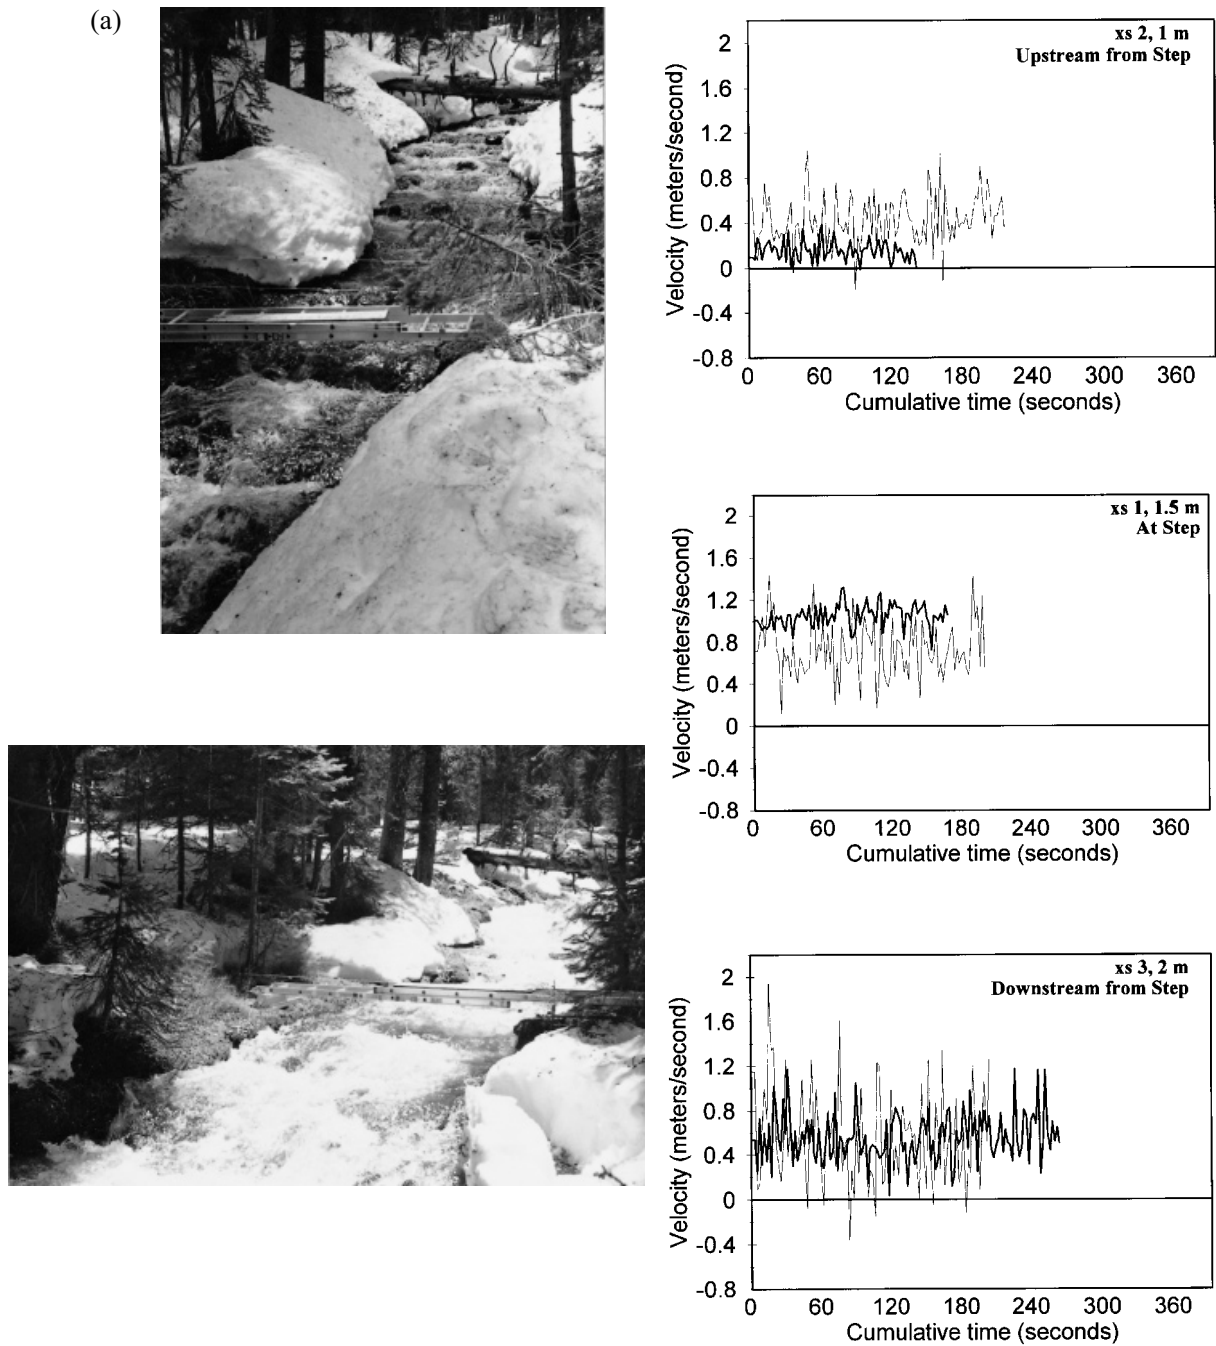 (a)
xs 2, 1 m
Upstream from Step
Velocity (meters/second)
2
1.6
1.2
0.8
0.4
0
-0.4
-0.8
0 60 120 180 240 300 360
Cumulative time (seconds)
xs 1, 1.5 m
At Step
Velocity (meters/second)
2
1.6
1.2
0.8
0.4
0
-0.4
-0.8
0 60 120 180 240 300 360
Cumulative time (seconds)
xs 3, 2 m
Downstream from Step
Velocity (meters/second)
2
1.6
1.2
0.8
0.4
0
-0.4
-0.8
0 60 120 180 240 300 360
Cumulative time (seconds)